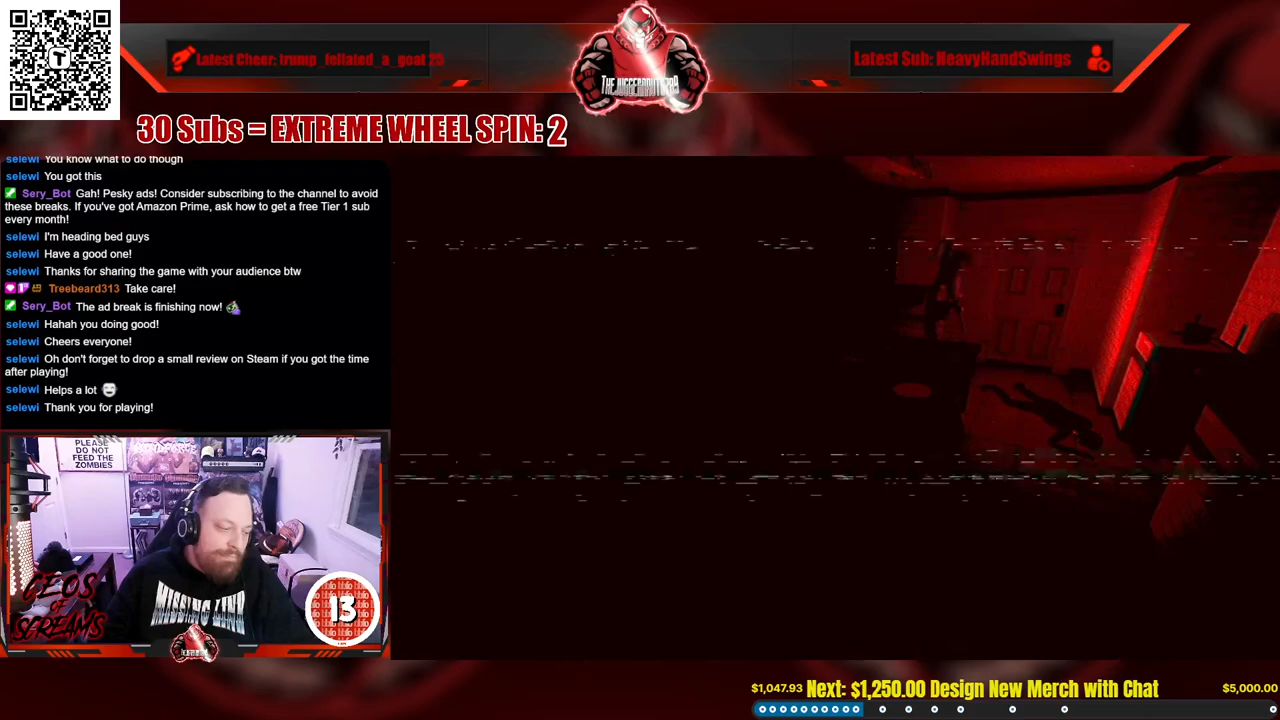 Latest Cheer: trump_fellated_a_goat 25
THEJUGGERNAUT0289
Latest Sub: HeavyHandSwings
30 Subs = EXTREME WHEEL SPIN: 2
selewi You know what to do though
selewi You got this
Sery_Bot Gah! Pesky ads! Consider subscribing to the channel to avoid
these breaks. If you've got Amazon Prime, ask how to get a free Tier 1 sub
every month!
selewi I'm heading bed guys
selewi Have a good one!
selewi Thanks for sharing the game with your audience btw
Treebeard313 Take care!
Sery_Bot The ad break is finishing now!
selewi Hahah you doing good!
selewi Cheers everyone!
selewi Oh don't forget to drop a small review on Steam if you got the time
after playing!
selewi Helps a lot
selewi Thank you for playing!
PLEASE
DO NOT
FEED THE
ZOMBIES
MISSING LINK
CEOS
OF
SCREAMS
13
$1,047.93 Next: $1,250.00 Design New Merch with Chat $5,000.00